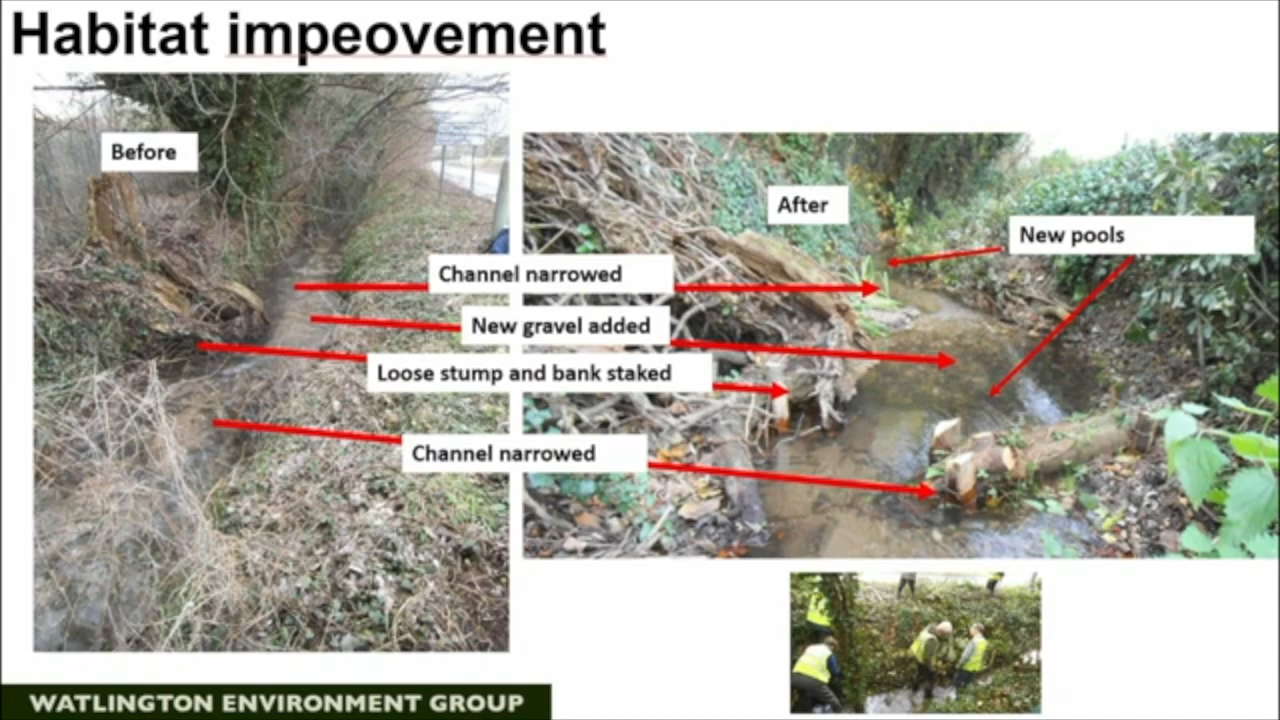 Habitat impeovement
Before
After
New pools
Channel narrowed
New gravel added
Loose stump and bank staked
Channel narrowed
WATLINGTON ENVIRONMENT GROUP